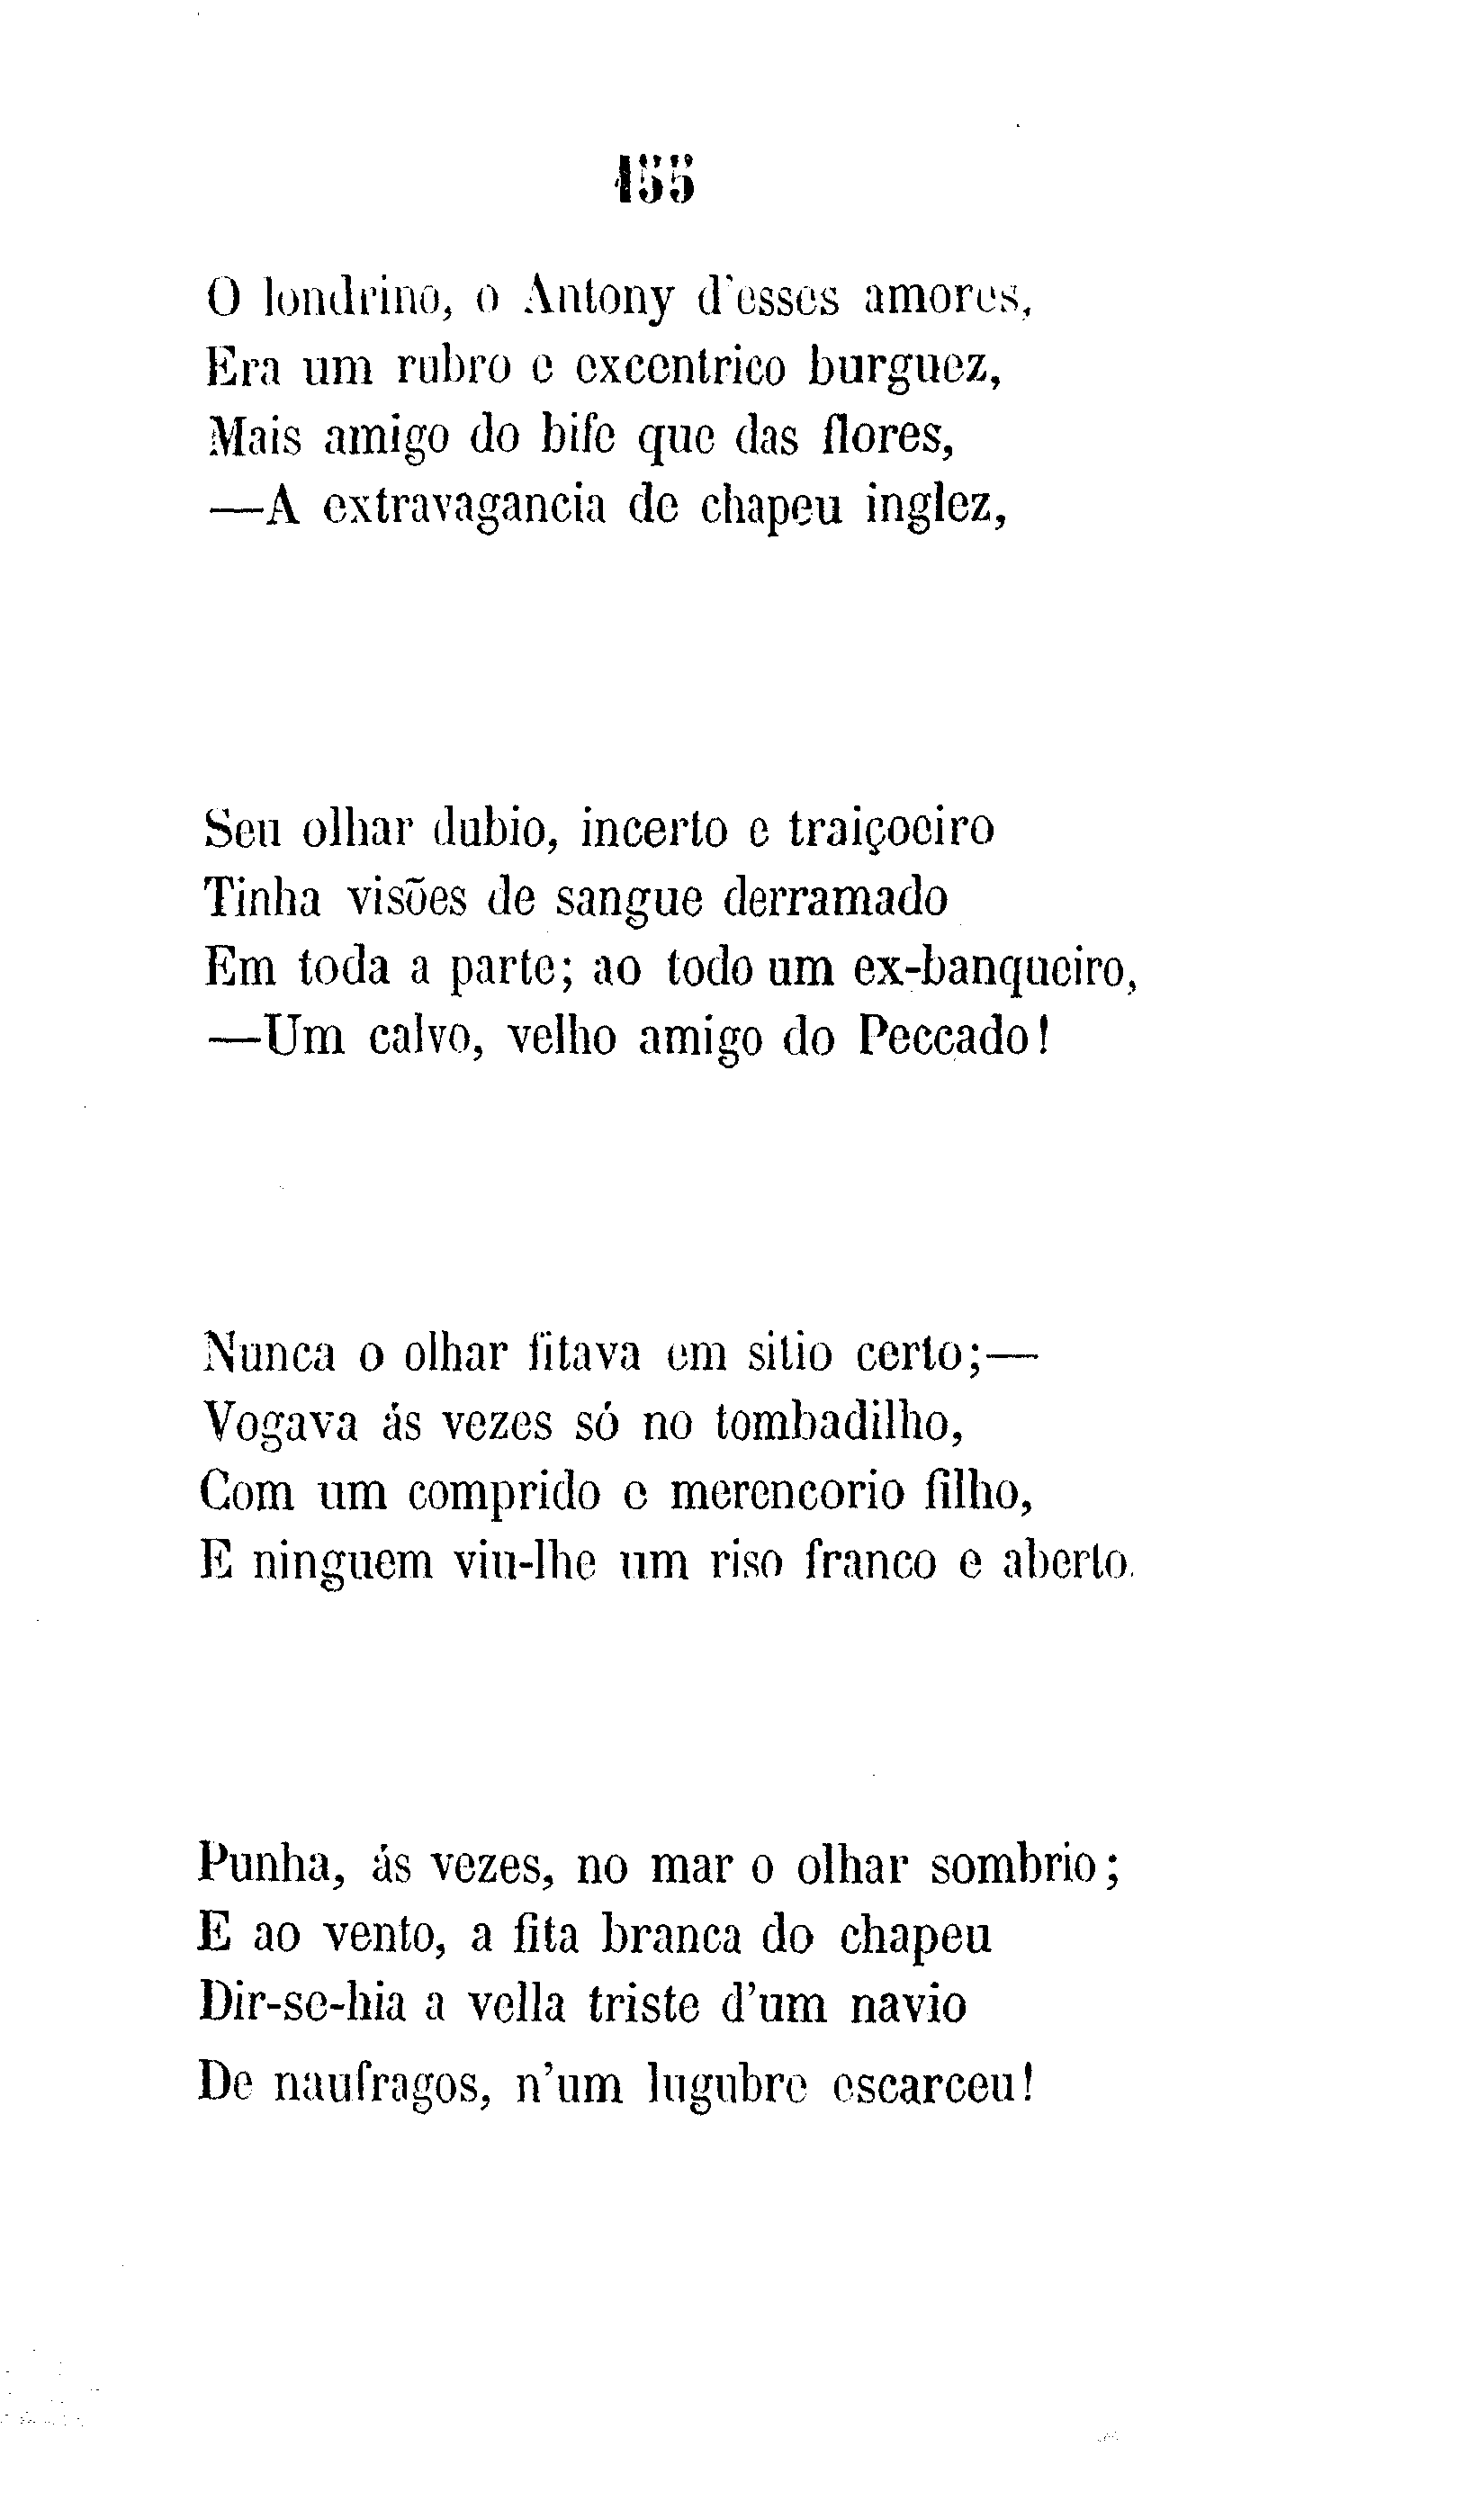 155
O londrino, o Antony d'esses amores,
Era um rubro e excentrico burguez,
Mais amigo do bife que das flores,
—A extravagancia de chapeu inglez,
Seu olhar dubio, incerto e traiçoeiro
Tinha visões de sangue derramado
Em toda a parte; ao todo um ex-banqueiro,
—Um calvo, velho amigo do Peccado!
Nunca o olhar fitava em sitio certo;—
Vogava ás vezes só no tombadilho,
Com um comprido e merencorio filho,
E ninguem viu-lhe um riso franco e aberto.
Punha, ás vezes, no mar o olhar sombrio;
E ao vento, a fita branca do chapeu
Dir-se-hia a vella triste d'um navio
De naufragos, n'um lugubre escarceu!